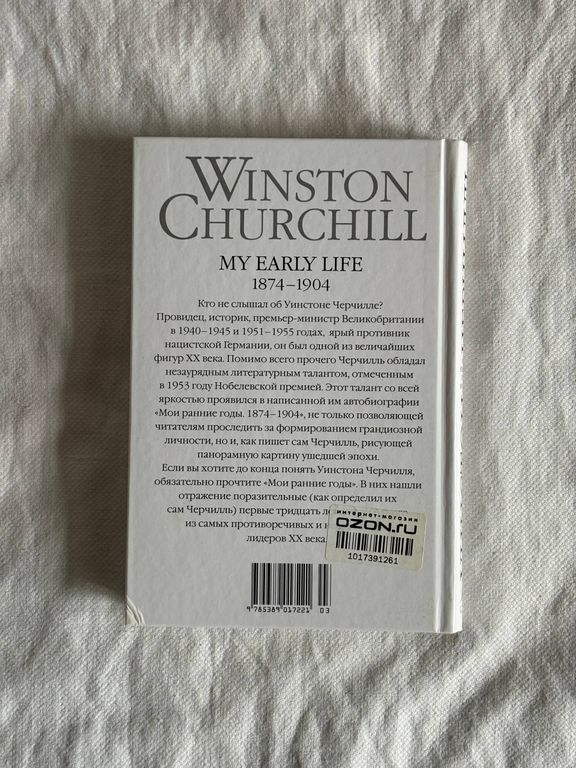 WINSTON
CHURCHILL
MY EARLY LIFE
1874–1904
Кто не слышал об Уинстоне Черчилле?
Провидец, историк, премьер-министр Великобритании
в 1940–1945 и 1951–1955 годах, ярый противник
нацистской Германии, он был одной из величайших
фигур XX века. Помимо всего прочего Черчилль обладал
незаурядным литературным талантом, отмеченным
в 1953 году Нобелевской премией. Этот талант со всей
яркостью проявился в написанной им автобиографии
«Мои ранние годы. 1874–1904», не только позволяющей
читателям проследить за формированием грандиозной
личности, но и, как пишет сам Черчилль, рисующей
панорамную картину ушедшей эпохи.
Если вы хотите до конца понять Уинстона Черчилля,
обязательно прочтите «Мои ранние годы». В них нашли
отражение поразительные (как определил их
сам Черчилль) первые тридцать
из самых противоречивых и
лидеров XX века.
интернет-магазин
OZON.ru
1017391261
9 785389 017221 03